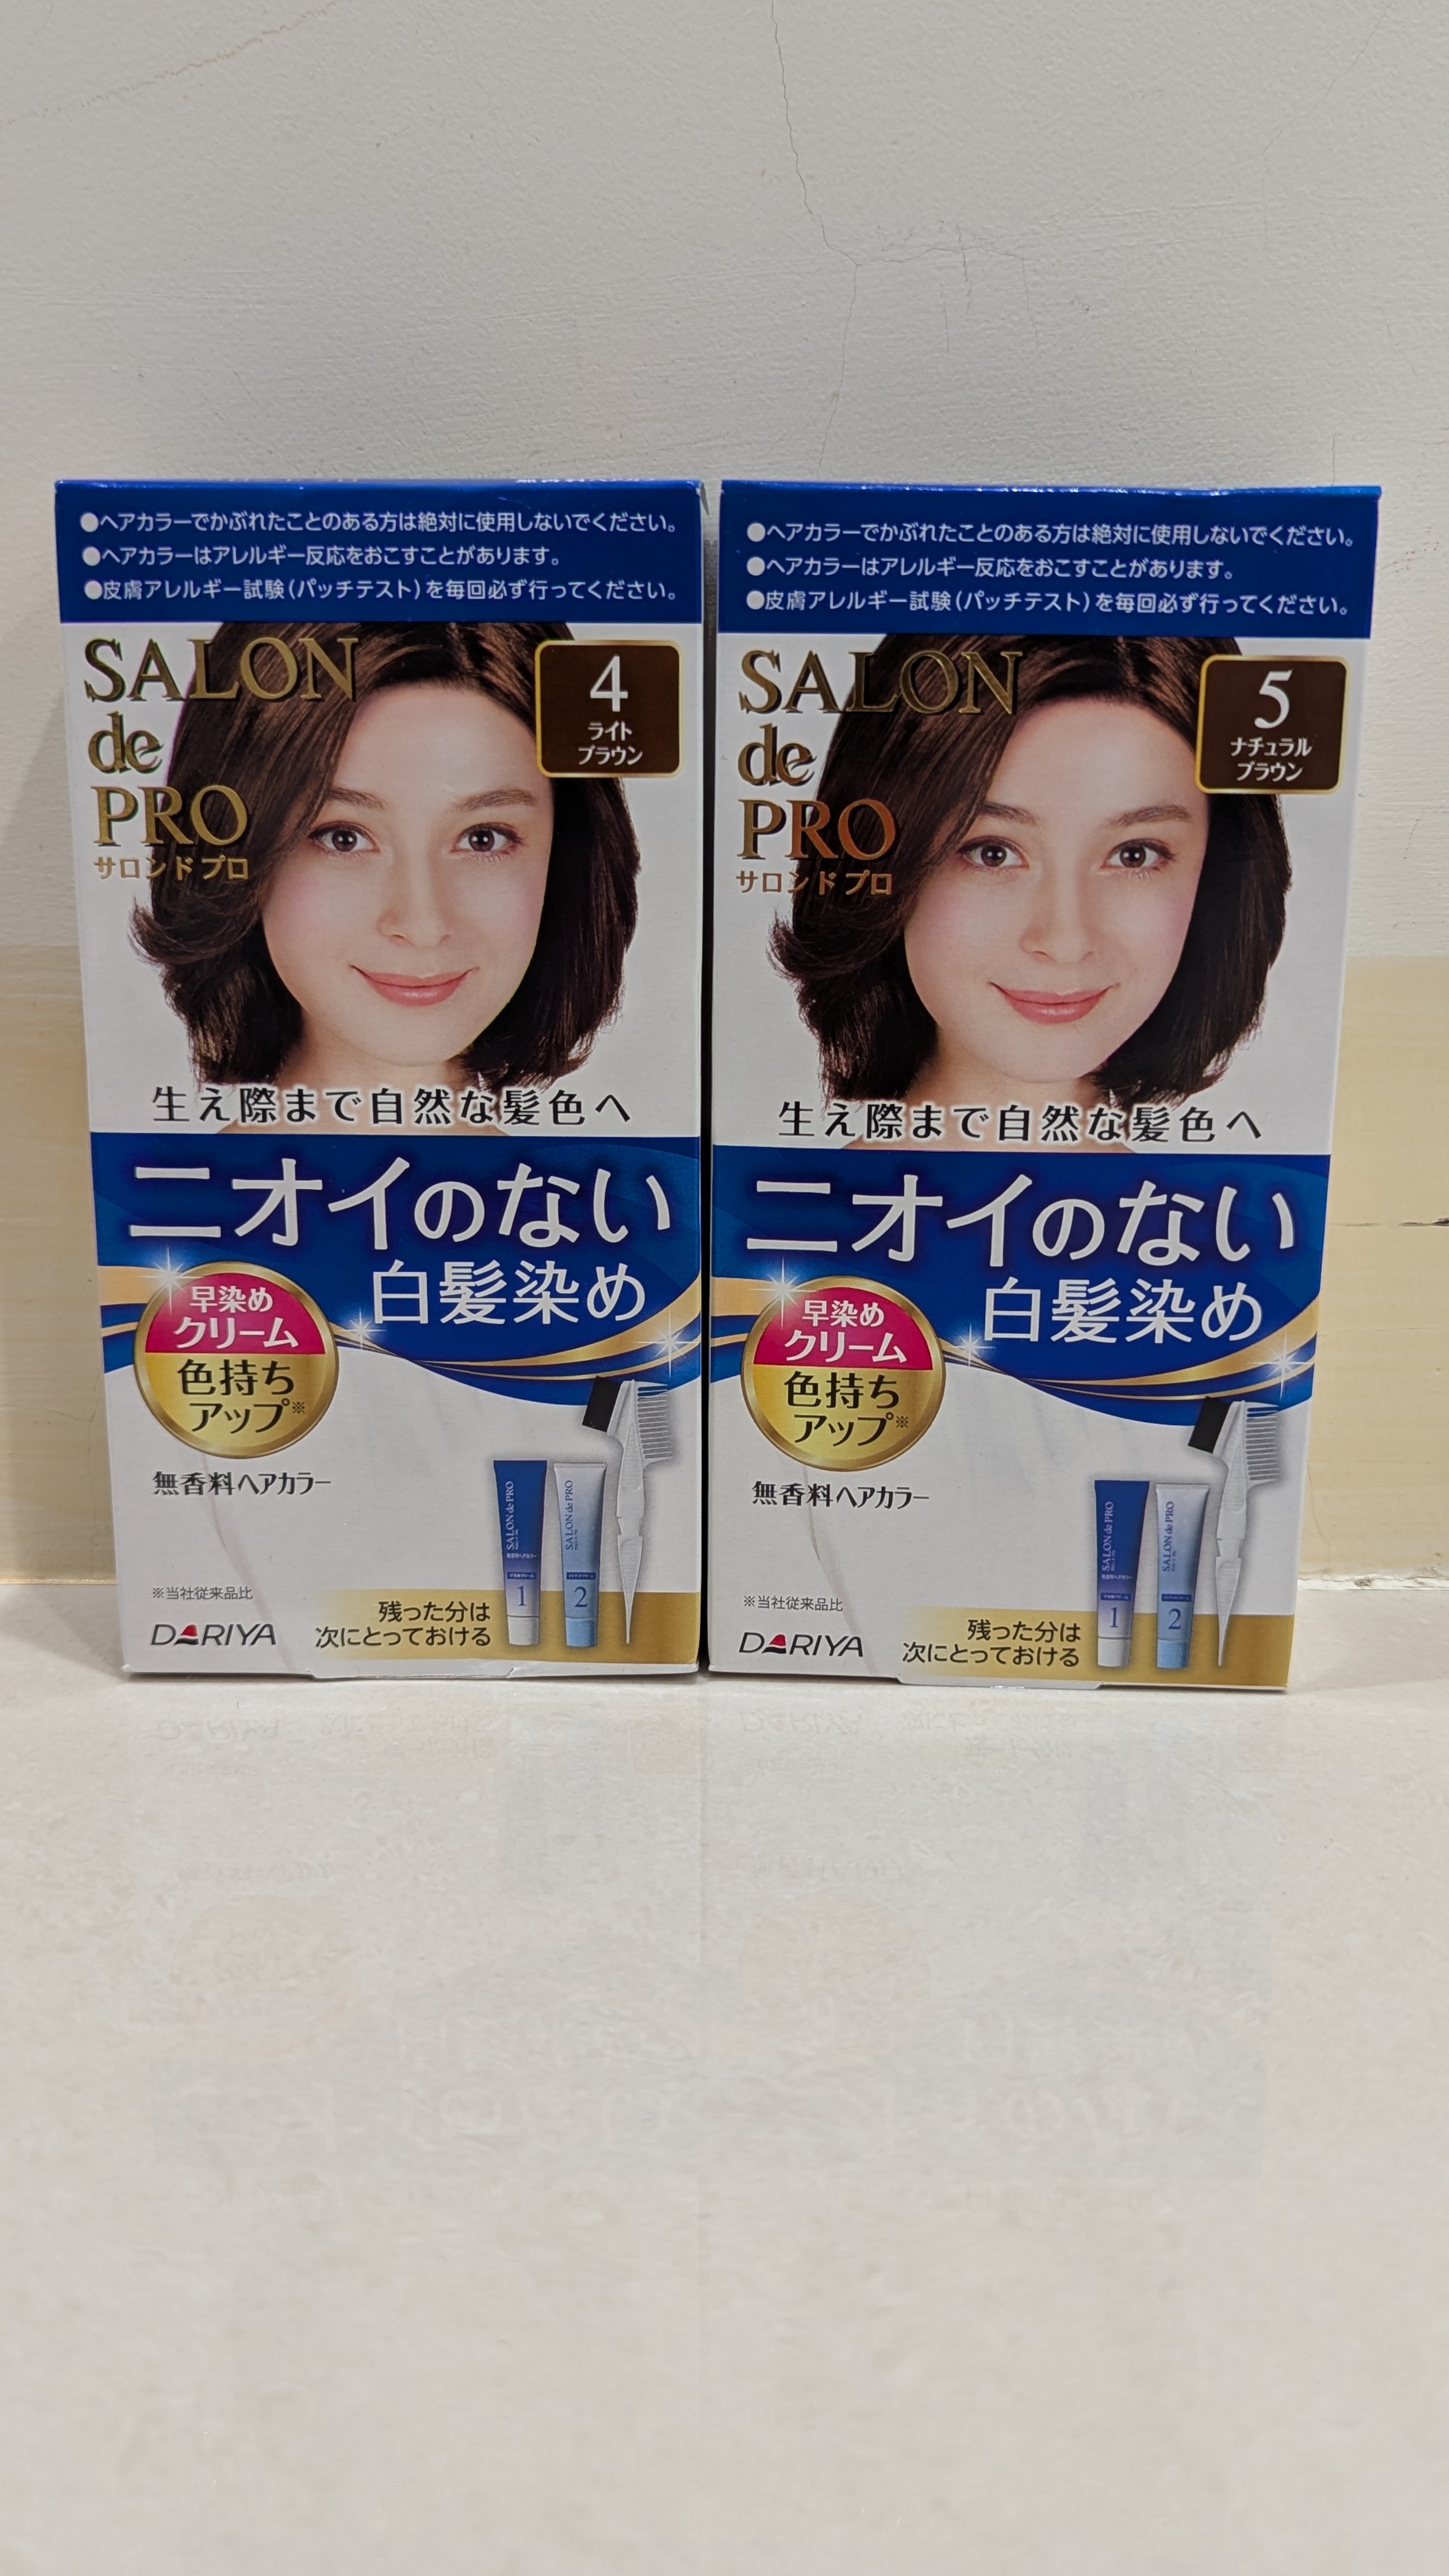 ●ヘアカラーでかぶれたことのある方は絶対に使用しないでください。
●ヘアカラーはアレルギー反応をおこすことがあります。
●皮膚アレルギー試験(パッチテスト)を毎回必ず行ってください。
SALON
de
PRO
サロンドプロ
4
ライト
ブラウン
生え際まで自然な髪色へ
ニオイのない
白髪染め
早染め
クリーム
色持ち
アップ※
無香料ヘアカラー
SALON de PRO
SALON de PRO
1
2
※当社従来品比
DARIYA
残った分は
次にとっておける
●ヘアカラーでかぶれたことのある方は絶対に使用しないでください。
●ヘアカラーはアレルギー反応をおこすことがあります。
●皮膚アレルギー試験(パッチテスト)を毎回必ず行ってください。
SALON
de
PRO
サロンドプロ
5
ナチュラル
ブラウン
生え際まで自然な髪色へ
ニオイのない
白髪染め
早染め
クリーム
色持ち
アップ※
無香料ヘアカラー
SALON de PRO
SALON de PRO
1
2
※当社従来品比
DARIYA
残った分は
次にとっておける